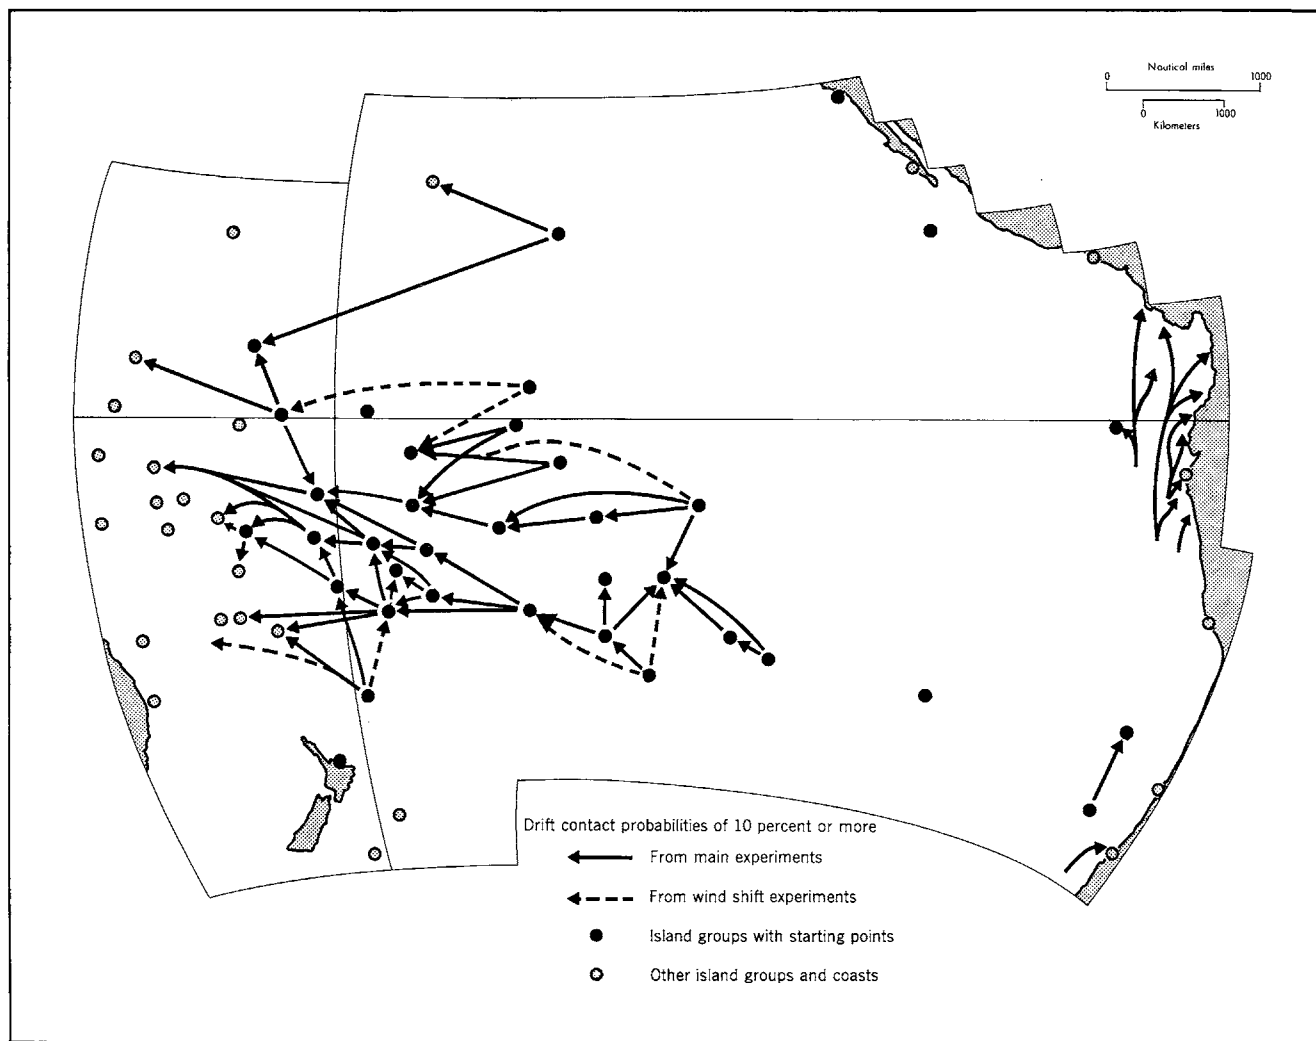 Nautical miles
0 1000
0 1000
Kilometers
Drift contact probabilities of 10 percent or more
From main experiments
From wind shift experiments
Island groups with starting points
Other island groups and coasts